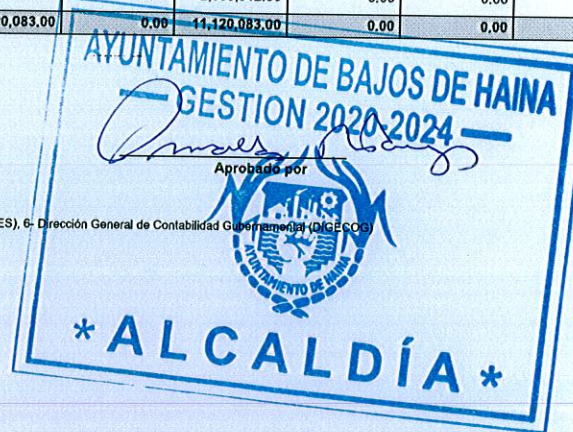 0,083.00 0.00 11,120,083.00 0.00 0.00
AYUNTAMIENTO DE BAJOS DE HAINA
GESTION 2020-2024
Aprobado por
ES), 6- Dirección General de Contabilidad Gubernamental (DIGECOG)
AYUNTAMIENTO DE HAINA
*ALCALDÍA*